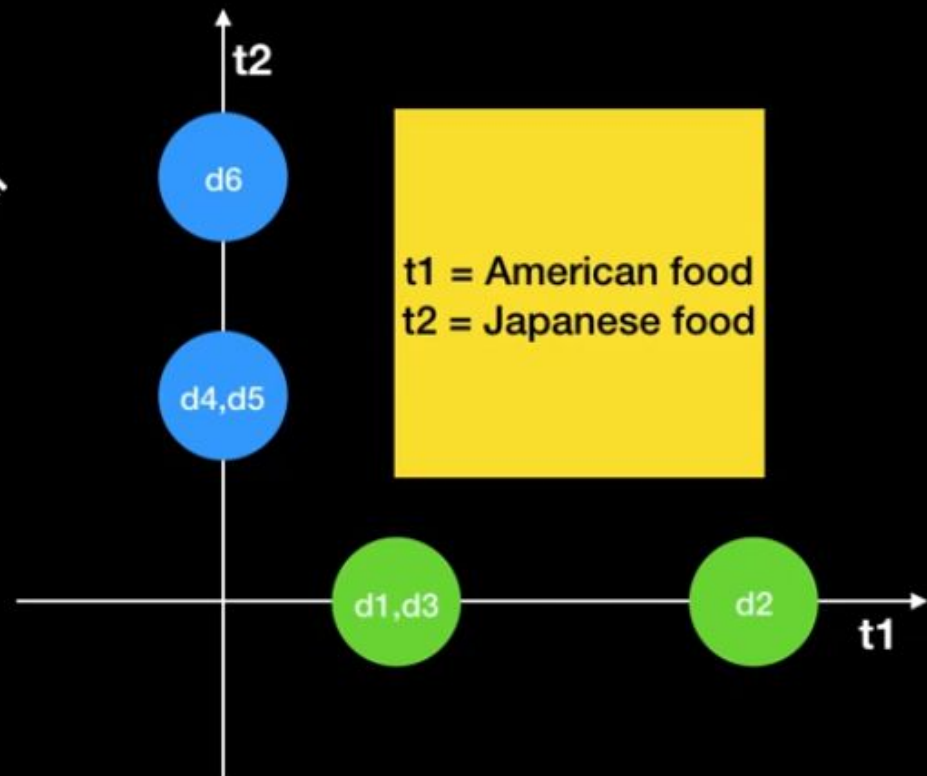 t2
d6
t1 = American food
t2 = Japanese food
d4,d5
d1,d3
d2
t1